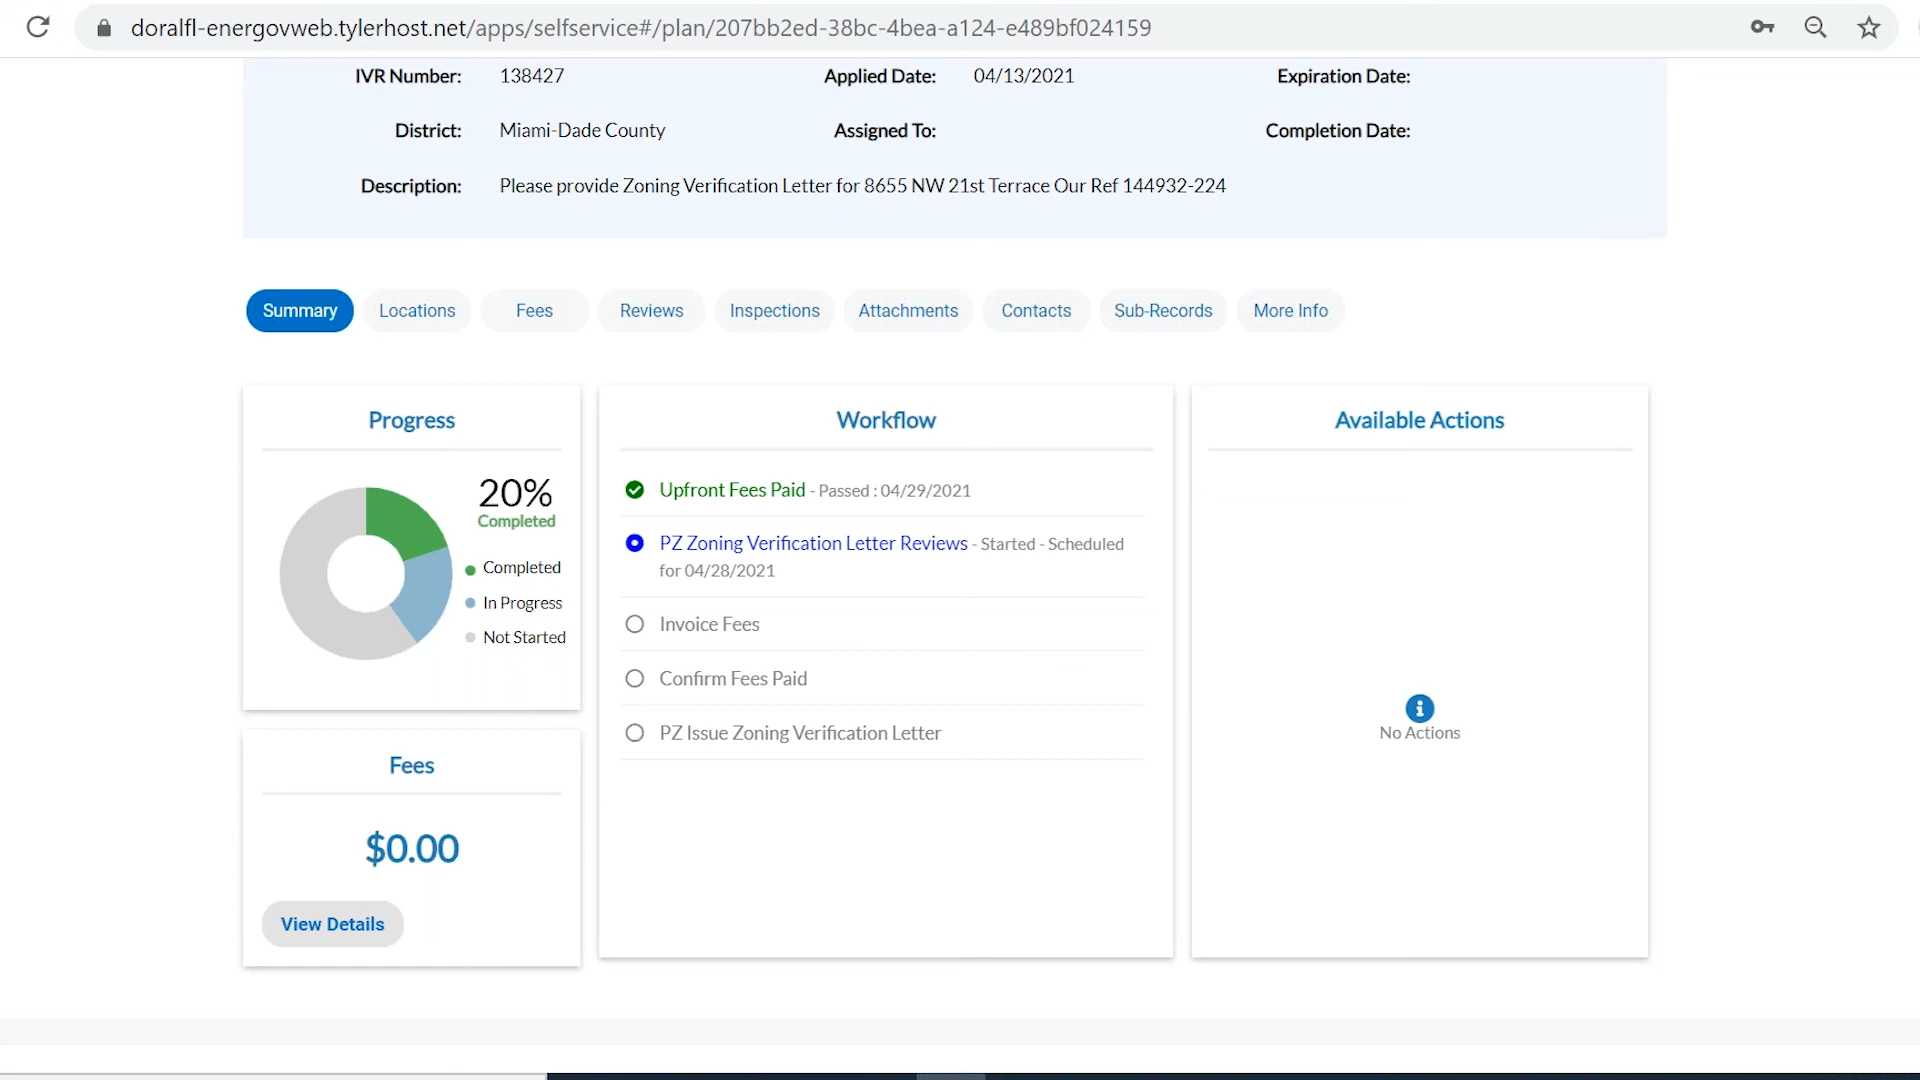 doralfl-energovweb.tylerhost.net/apps/selfservice#/plan/207bb2ed-38bc-4bea-a124-e489bf024159
IVR Number: 138427 Applied Date: 04/13/2021 Expiration Date:
District: Miami-Dade County Assigned To: Completion Date:
Description: Please provide Zoning Verification Letter for 8655 NW 21st Terrace Our Ref 144932-224
Summary Locations Fees Reviews Inspections Attachments Contacts Sub-Records More Info
Progress
20%
Completed
Completed
In Progress
Not Started
Fees
$0.00
View Details
Workflow
Upfront Fees Paid - Passed : 04/29/2021
PZ Zoning Verification Letter Reviews - Started - Scheduled
for 04/28/2021
Invoice Fees
Confirm Fees Paid
PZ Issue Zoning Verification Letter
Available Actions
No Actions